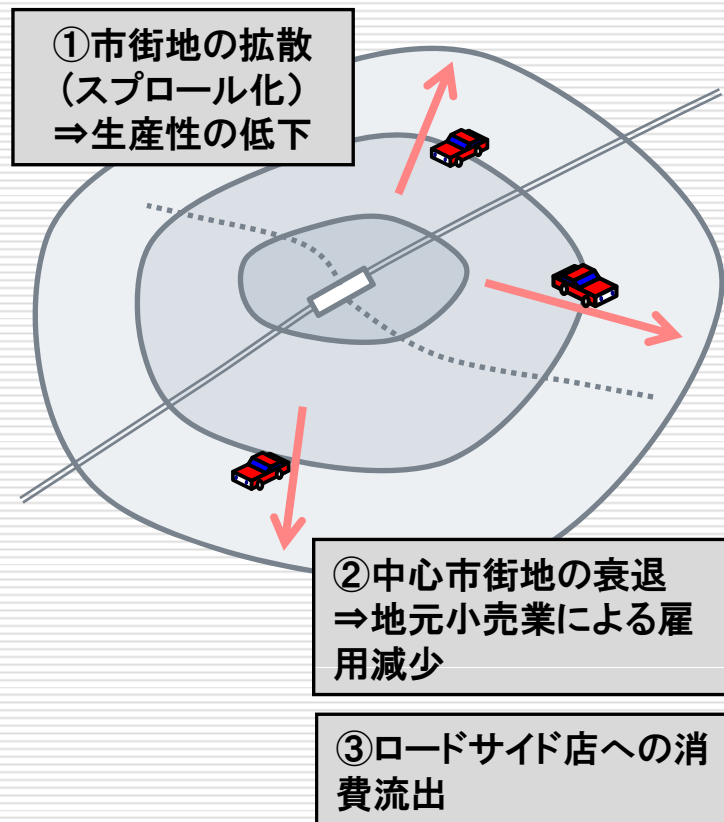 ①市街地の拡散
（スプロール化）
⇒生産性の低下
②中心市街地の衰退
⇒地元小売業による雇
用減少
③ロードサイド店への消
費流出